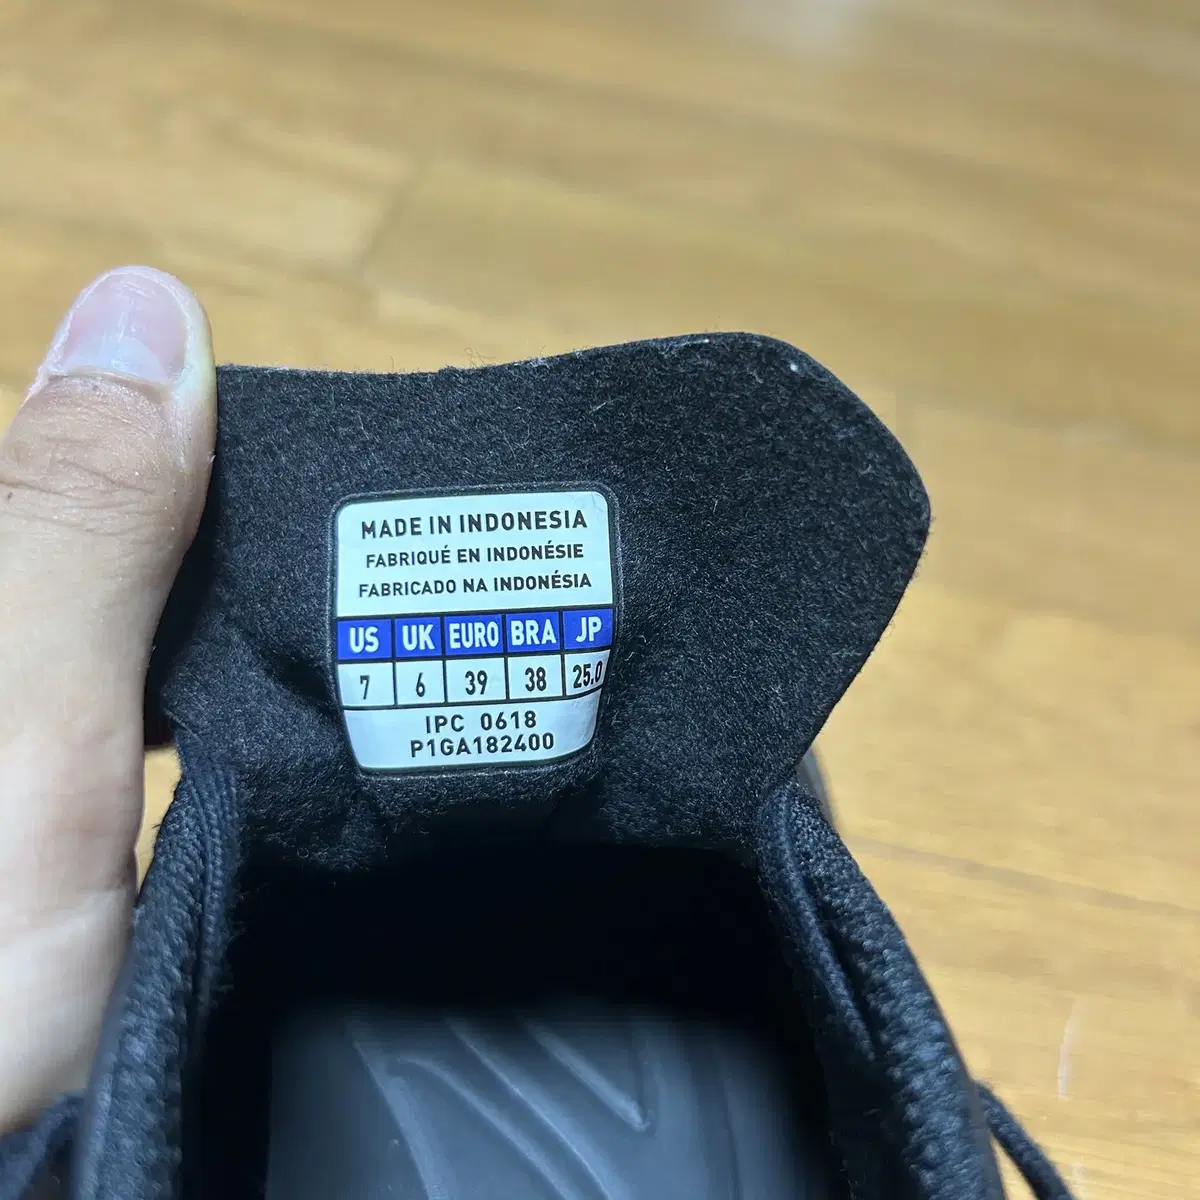 MADE IN INDONESIA
FABRIQUÉ EN INDONÉSIE
FABRICADO NA INDONÉSIA
US UK EURO BRA JP
7 6 39 38 25.0
IPC 0618
P1GA182400